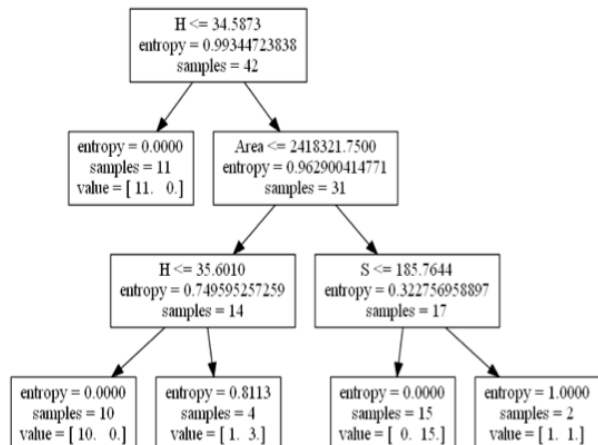 H <= 34.5873
entropy = 0.99344723838
samples = 42
entropy = 0.0000
samples = 11
value = [ 11. 0.]
Area <= 2418321.7500
entropy = 0.962900414771
samples = 31
H <= 35.6010
entropy = 0.749595257259
samples = 14
S <= 185.7644
entropy = 0.322756958897
samples = 17
entropy = 0.0000
samples = 10
value = [ 10. 0.]
entropy = 0.8113
samples = 4
value = [ 1. 3.]
entropy = 0.0000
samples = 15
value = [ 0. 15.]
entropy = 1.0000
samples = 2
value = [ 1. 1.]